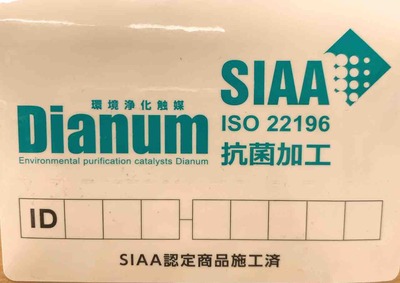 環境浄化触媒
Dianum
Environmental purification catalysts Dianum
SIAA
ISO 22196
抗菌加工
ID
SIAA認定商品施工済